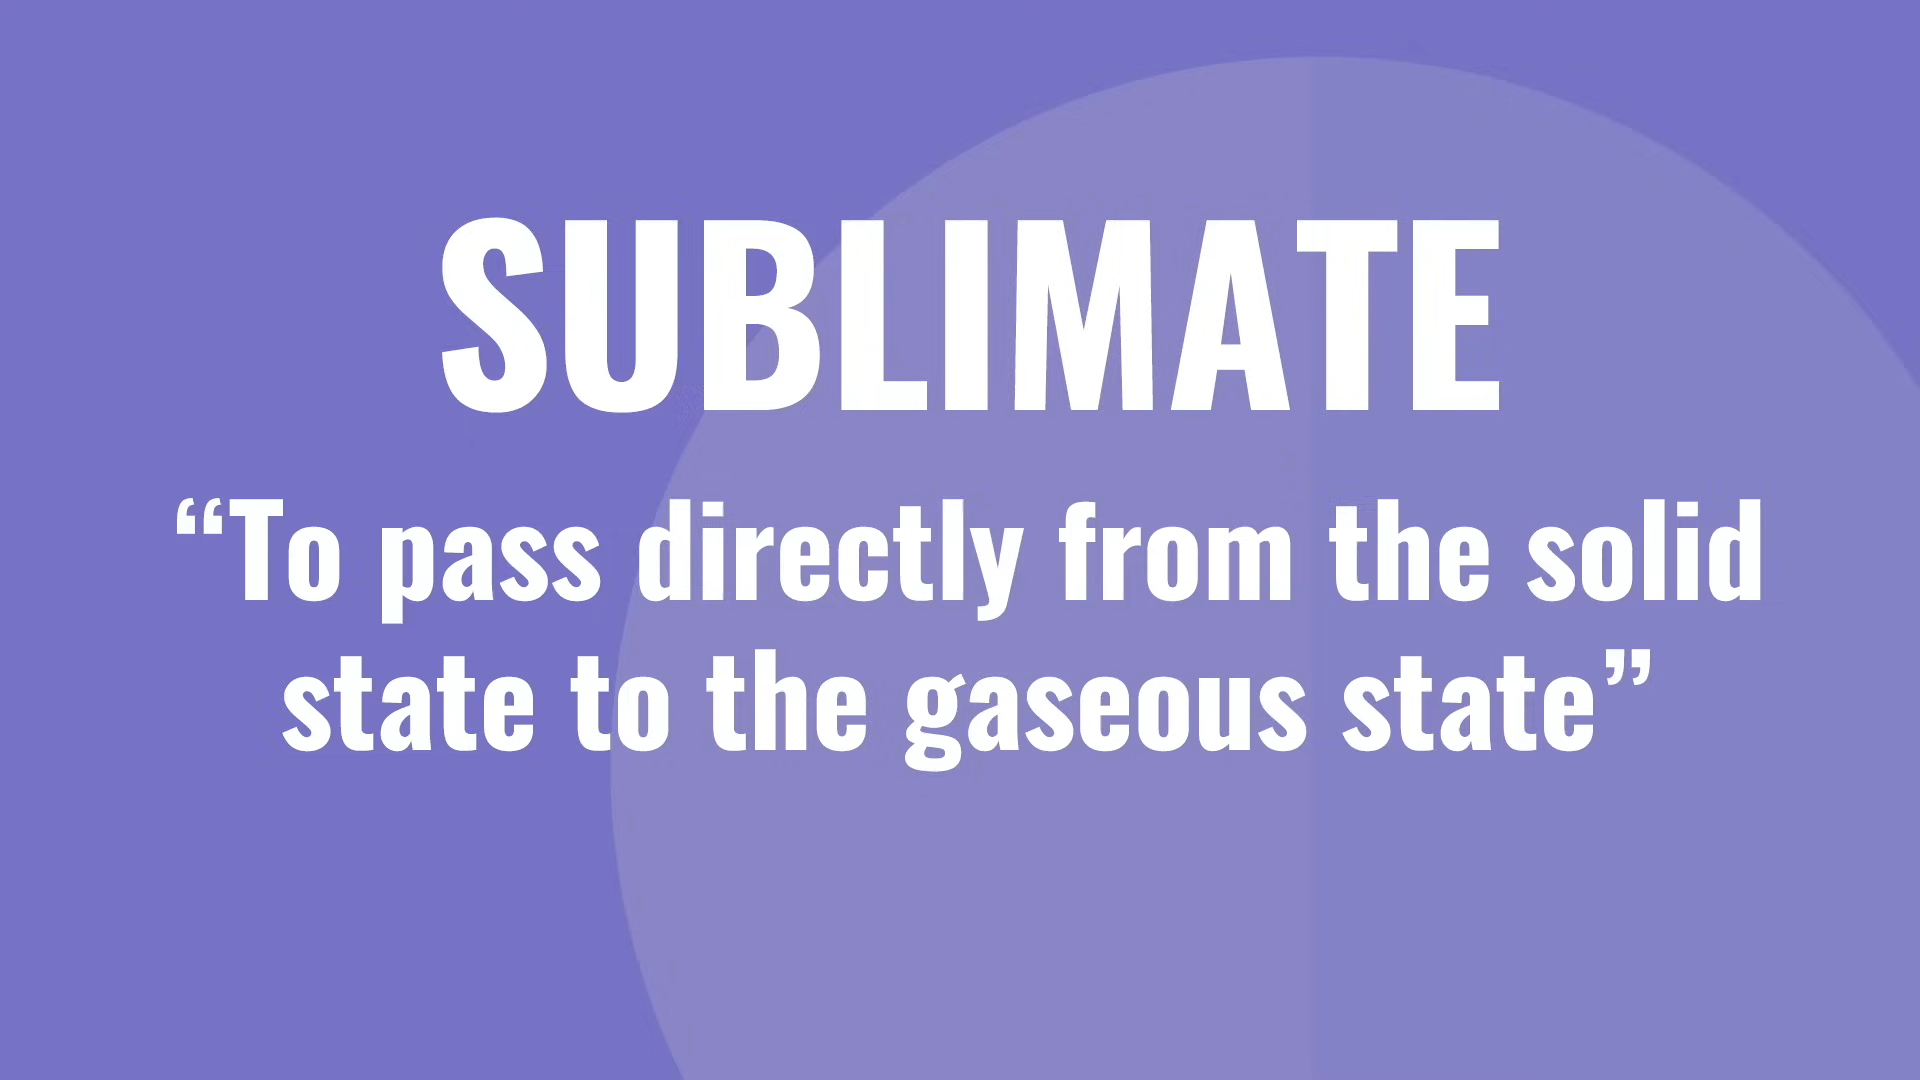 SUBLIMATE
“To pass directly from the solid
state to the gaseous state”